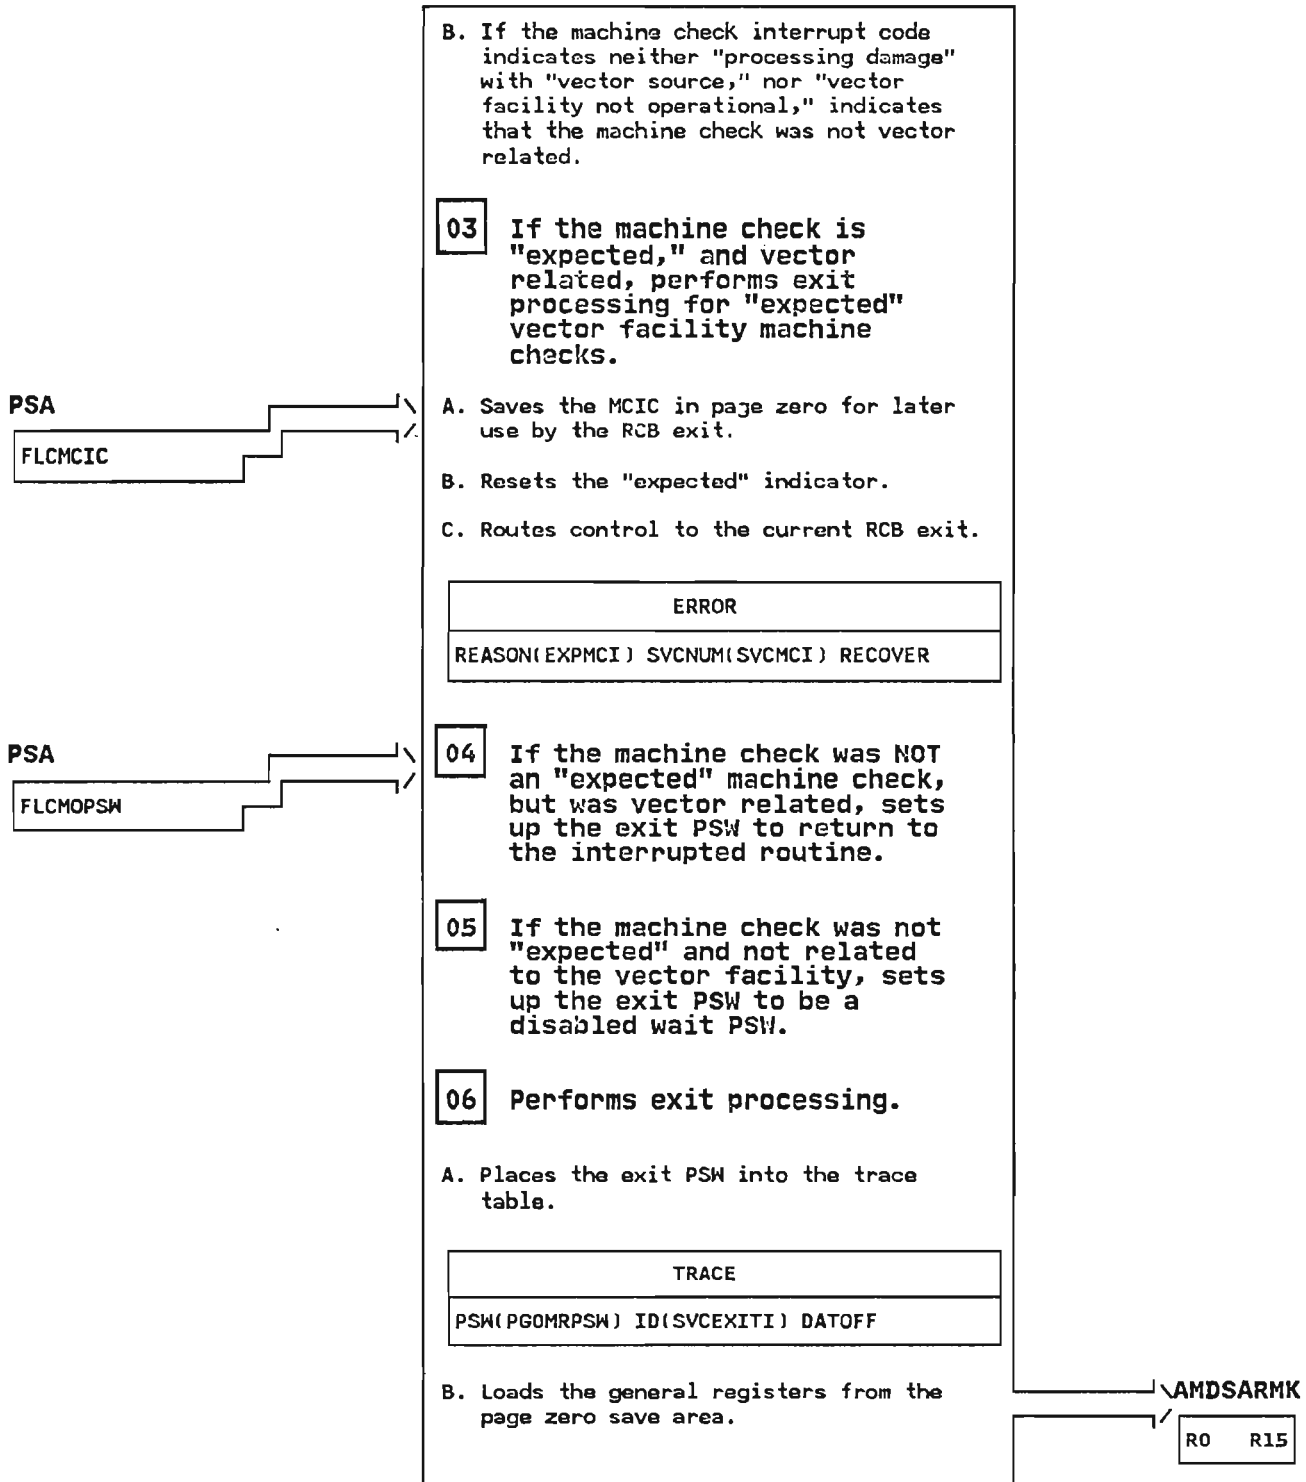 B. If the machine check interrupt code
indicates neither "processing damage"
with "vector source," nor "vector
facility not operational," indicates
that the machine check was not vector
related.
03 If the machine check is
"expected," and vector
related, performs exit
processing for "expected"
vector facility machine
checks.
PSA
FLCMCIC
A. Saves the MCIC in page zero for later
use by the RCB exit.
B. Resets the "expected" indicator.
C. Routes control to the current RCB exit.
ERROR
REASON(EXPMCI) SVCNUM(SVCMCI) RECOVER
PSA
FLCMOPSW
04 If the machine check was NOT
an "expected" machine check,
but was vector related, sets
up the exit PSW to return to
the interrupted routine.
05 If the machine check was not
"expected" and not related
to the vector facility, sets
up the exit PSW to be a
disabled wait PSW.
06 Performs exit processing.
A. Places the exit PSW into the trace
table.
TRACE
PSW(PG0MRPSW) ID(SVCEXITI) DATOFF
B. Loads the general registers from the
page zero save area.
AMDSARMK
R0 R15